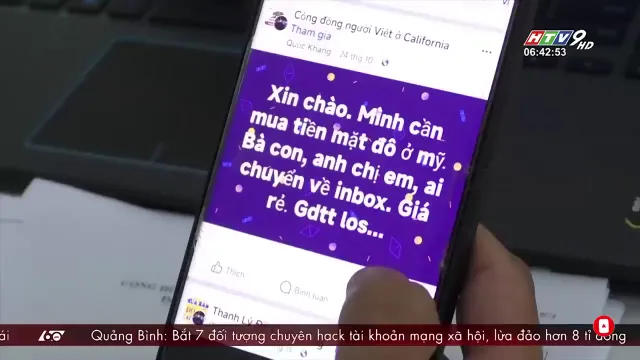 Cộng đồng người Việt ở California
Tham gia
Quốc Khang 24 thg 10
HTV9 HD
06:42:53
Xin chào. Mình cần
mua tiền mặt đô ở mỹ.
Bà con, anh chị em, ai
chuyển về inbox. Giá
rẻ. Gdtt los...
Thích
Bình luận
Thanh Lý
60
Quảng Bình: Bắt 7 đối tượng chuyên hack tài khoản mạng xã hội, lừa đảo hơn 8 tỉ đồng